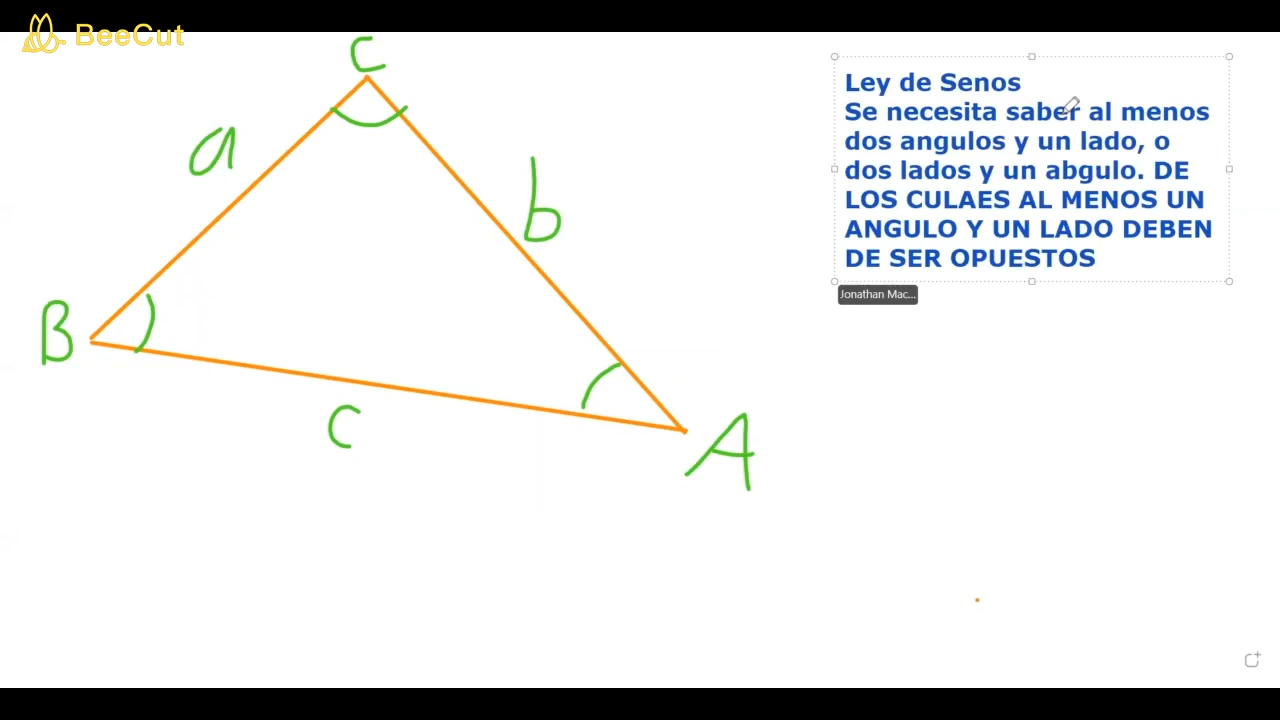 BeeCut
C
a
b
B
c
A
Ley de Senos
Se necesita saber al menos
dos angulos y un lado, o
dos lados y un abgulo. DE
LOS CULAES AL MENOS UN
ANGULO Y UN LADO DEBEN
DE SER OPUESTOS
Jonathan Mac...